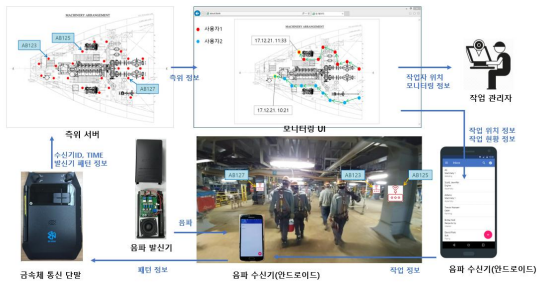 MACHINERY ARRANGEMENT
AB123
AB125
AB127
측위 서버
측위 정보
사용자1
사용자2
MACHINERY ARRANGEMENT
17.12.21. 11:33
17.12.21. 10:21
모니터링 UI
작업자 위치
모니터링 정보
작업 관리자
작업 위치 정보
작업 현황 정보
수신기ID, TIME
발신기 패턴 정보
금속체 통신 단말
음파 발신기
음파
패턴 정보
AB127
AB123
AB125
음파 수신기(안드로이드)
작업 정보
음파 수신기(안드로이드)